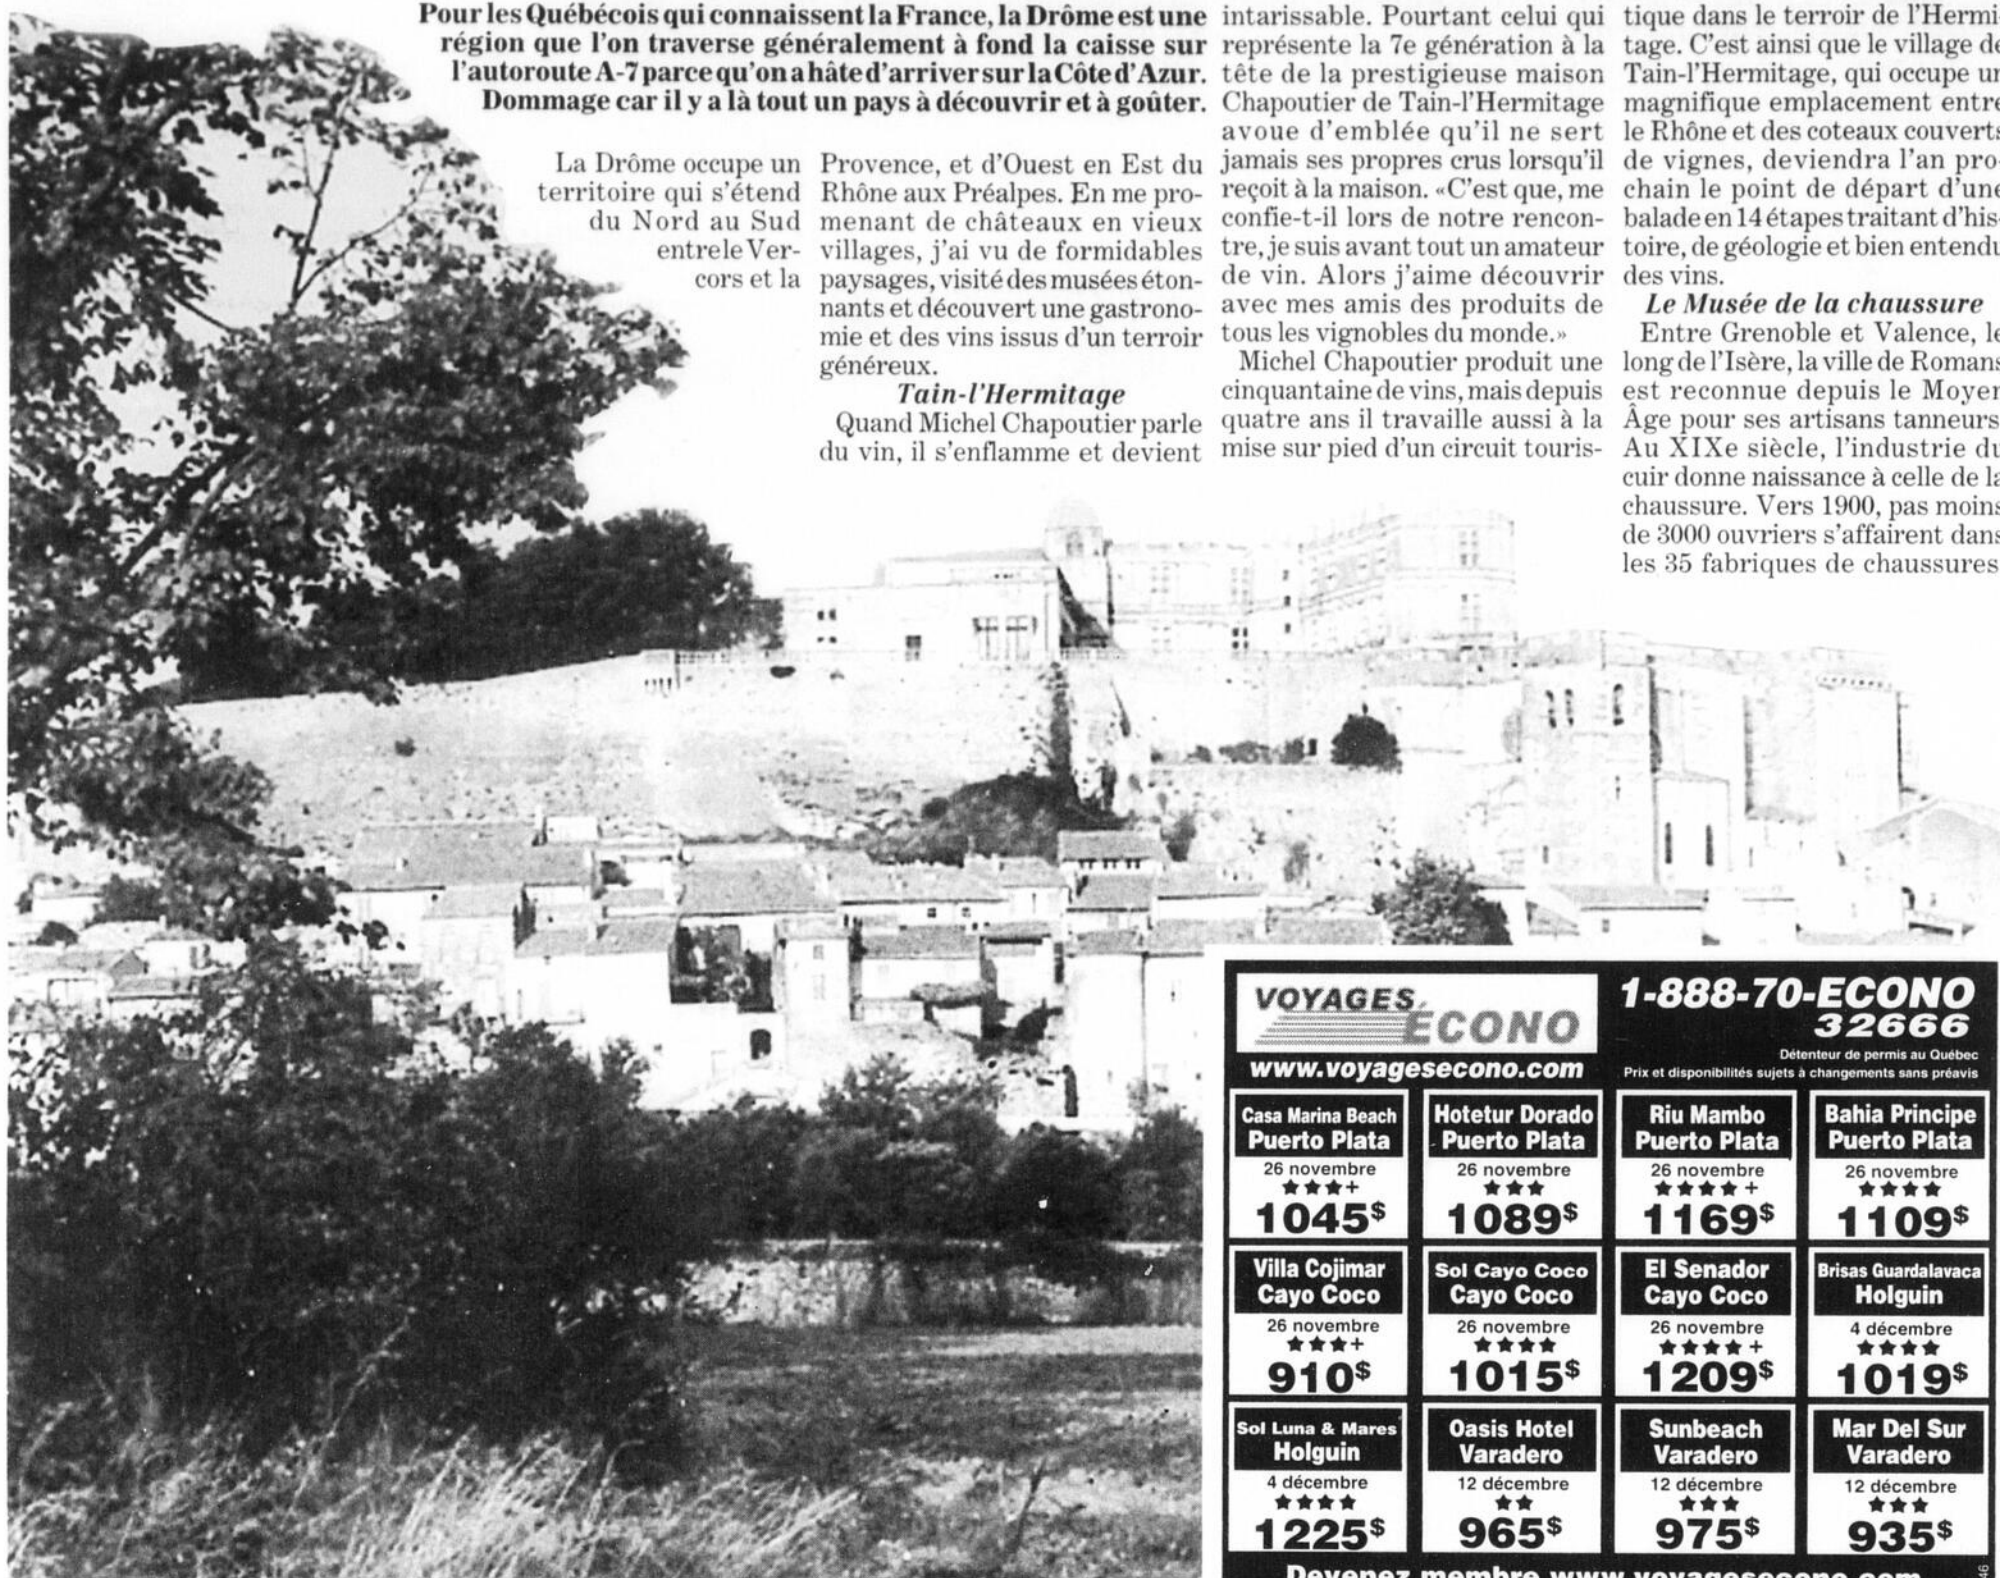 Pour les Québécois qui connaissent la France, la Drôme est une
région que l'on traverse généralement à fond la caisse sur
l'autoroute A-7 parce qu'on a hâte d'arriver sur la Côte d'Azur.
Dommage car il y a là tout un pays à découvrir et à goûter.
La Drôme occupe un
territoire qui s'étend
du Nord au Sud
entre le Ver-
cors et la
Provence, et d'Ouest en Est du
Rhône aux Préalpes. En me pro-
menant de châteaux en vieux
villages, j'ai vu de formidables
paysages, visité des musées éton-
nants et découvert une gastrono-
mie et des vins issus d'un terroir
généreux.
Tain-l'Hermitage
Quand Michel Chapoutier parle
du vin, il s'enflamme et devient
intarissable. Pourtant celui qui
représente la 7e génération à la
tête de la prestigieuse maison
Chapoutier de Tain-l'Hermitage
avoue d'emblée qu'il ne sert
jamais ses propres crus lorsqu'il
reçoit à la maison. «C'est que, me
confie-t-il lors de notre rencon-
tre, je suis avant tout un amateur
de vin. Alors j'aime découvrir
avec mes amis des produits de
tous les vignobles du monde.»
Michel Chapoutier produit une
cinquantaine de vins, mais depuis
quatre ans il travaille aussi à la
mise sur pied d'un circuit touris-
tique dans le terroir de l'Hermi-
tage. C'est ainsi que le village de
Tain-l'Hermitage, qui occupe un
magnifique emplacement entre
le Rhône et des coteaux couverts
de vignes, deviendra l'an pro-
chain le point de départ d'une
balade en 14 étapes traitant d'his-
toire, de géologie et bien entendu
des vins.
Le Musée de la chaussure
Entre Grenoble et Valence, le
long de l'Isère, la ville de Romans
est reconnue depuis le Moyen
Âge pour ses artisans tanneurs.
Au XIXe siècle, l'industrie du
cuir donne naissance à celle de la
chaussure. Vers 1900, pas moins
de 3000 ouvriers s'affairent dans
les 35 fabriques de chaussures
VOYAGES
ÉCONO
www.voyagesecono.com
1-888-70-ECONO
32666
Détenteur de permis au Québec
Prix et disponibilités sujets à changements sans préavis
Casa Marina Beach
Puerto Plata
26 novembre
★★★+
1045$
Hotetur Dorado
Puerto Plata
26 novembre
★★★
1089$
Riu Mambo
Puerto Plata
26 novembre
★★★★+
1169$
Bahia Principe
Puerto Plata
26 novembre
★★★★
1109$
Villa Cojimar
Cayo Coco
26 novembre
★★★+
910$
Sol Cayo Coco
Cayo Coco
26 novembre
★★★★
1015$
El Senador
Cayo Coco
26 novembre
★★★★+
1209$
Brisas Guardalavaca
Holguin
4 décembre
★★★★
1019$
Sol Luna & Mares
Holguin
4 décembre
★★★★
1225$
Oasis Hotel
Varadero
12 décembre
★★
965$
Sunbeach
Varadero
12 décembre
★★★
975$
Mar Del Sur
Varadero
12 décembre
★★★
935$
Devenez membre www.voyagesecono.com